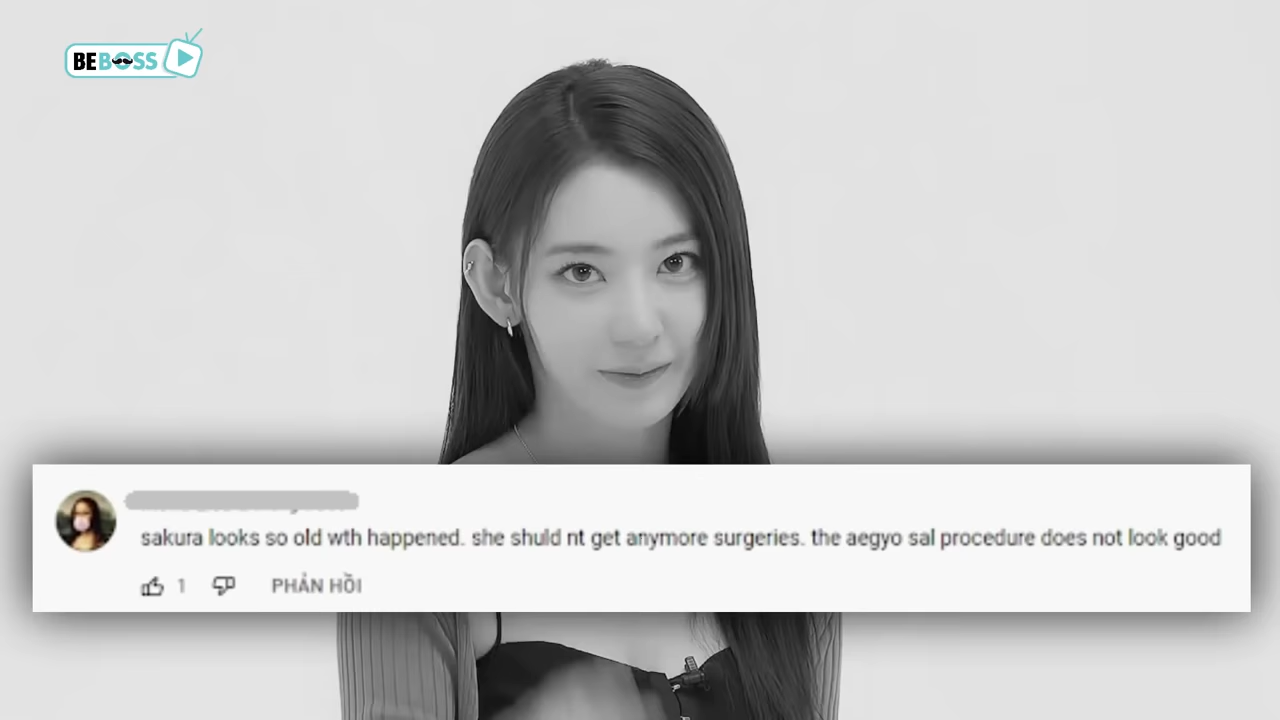 BEBOSS
sakura looks so old wth happened. she shuld nt get anymore surgeries. the aegyo sal procedure does not look good
1
PHẢN HỒI